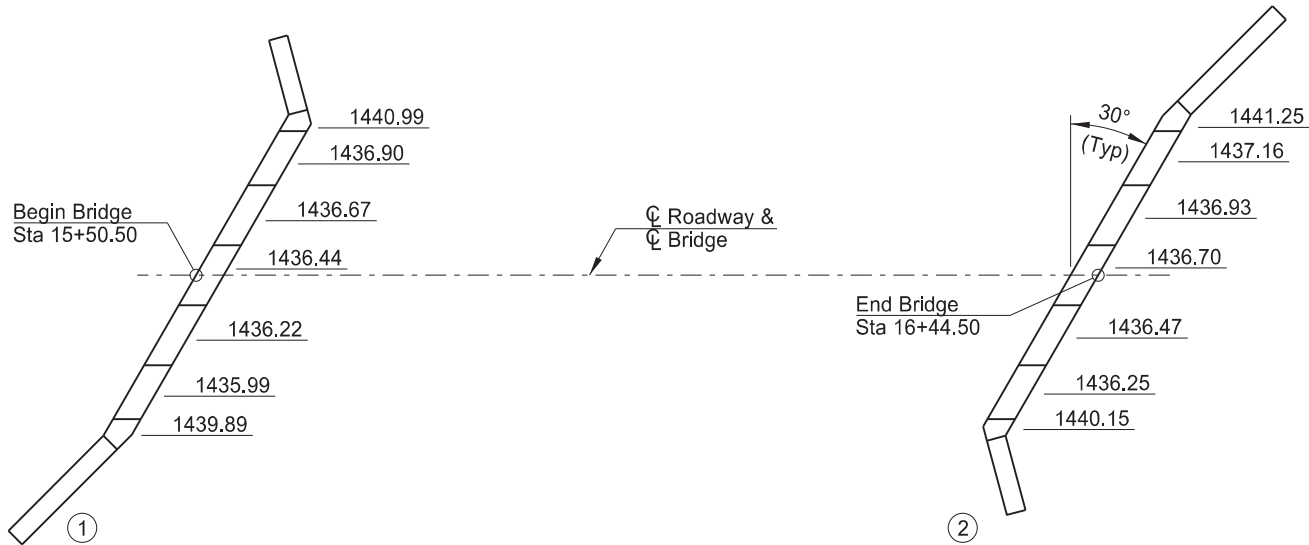 1440.99
1436.90
1436.67
1436.44
1436.22
1435.99
1439.89
Begin Bridge
Sta 15+50.50
1
℄ Roadway &
℄ Bridge
30°
(Typ)
1441.25
1437.16
1436.93
1436.70
1436.47
1436.25
1440.15
End Bridge
Sta 16+44.50
2